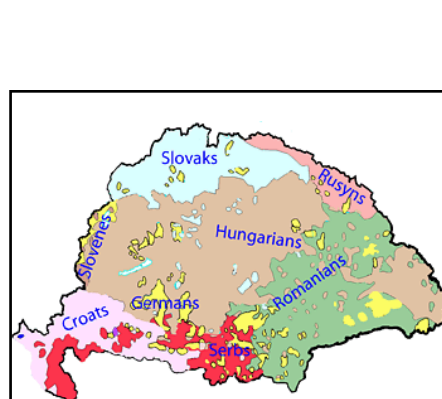 Slovaks
Rusyns
Slovenes
Hungarians
Romanians
Germans
Croats
Serbs